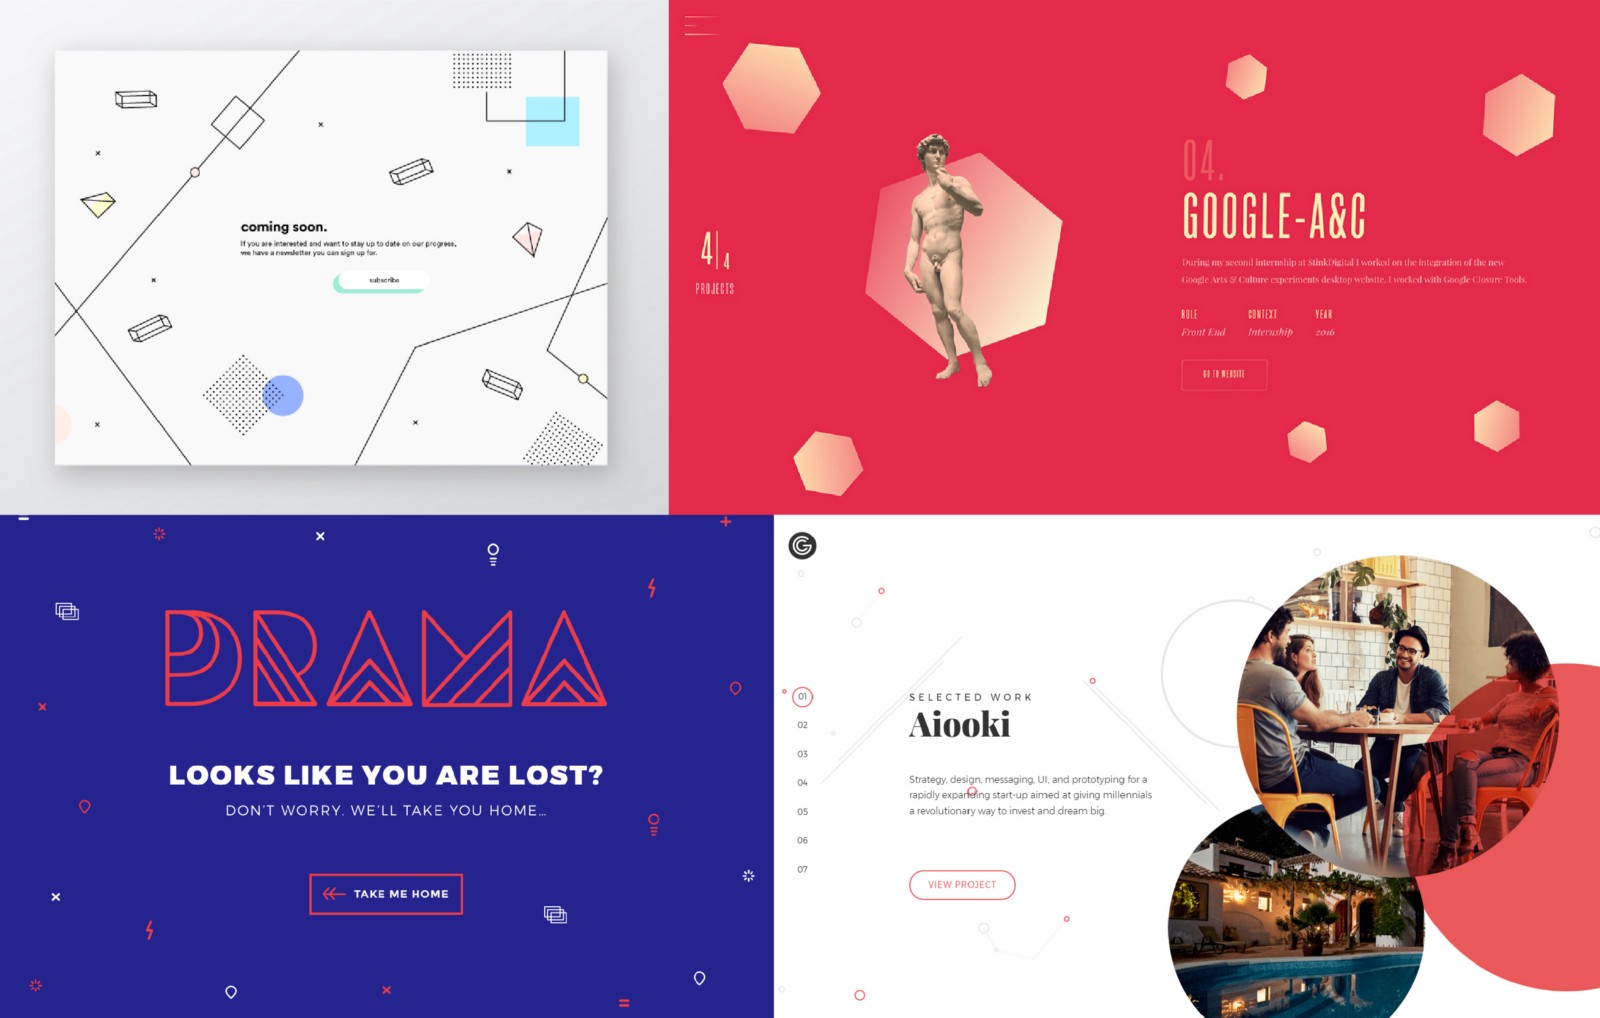 coming soon.
If you are interested and want to stay up to date on our progress,
we have a newsletter you can sign up for.
subscribe
4|4
PROJECTS
04.
GOOGLE-A&C
During my second internship at StinkDigital I worked on the integration of the new
Google Arts & Culture experiments desktop website. I worked with Google Closure Tools.
ROLE CONTEXT YEAR
Front End Internship 2016
GO TO WEBSITE
DRAMA
LOOKS LIKE YOU ARE LOST?
DON'T WORRY. WE'LL TAKE YOU HOME...
TAKE ME HOME
G
01
02
03
04
05
06
07
SELECTED WORK
Aiooki
Strategy, design, messaging, UI, and prototyping for a
rapidly expanding start-up aimed at giving millennials
a revolutionary way to invest and dream big.
VIEW PROJECT